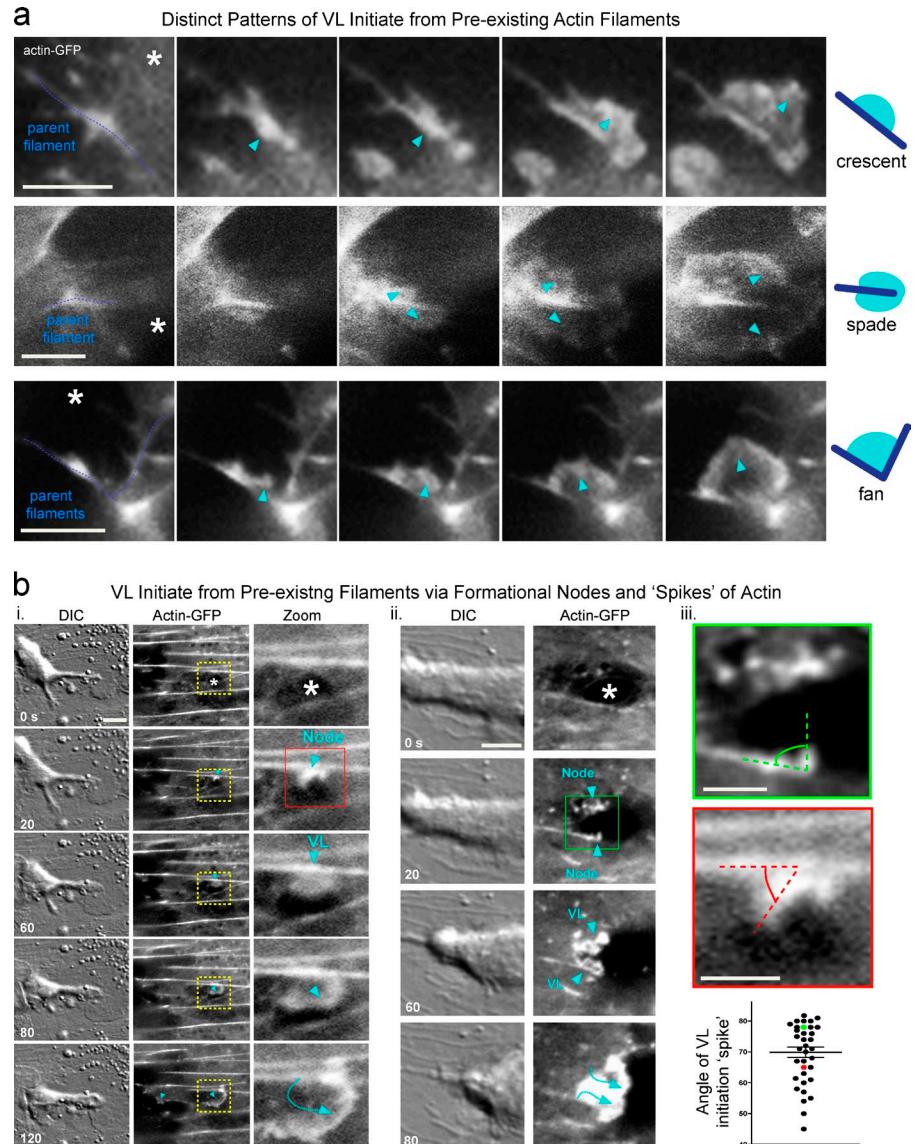 a
Distinct Patterns of VL Initiate from Pre-existing Actin Filaments
actin-GFP
*
parent
filament
crescent
parent
filament
*
spade
*
parent
filaments
fan
b
VL Initiate from Pre-existng Filaments via Formational Nodes and ‘Spikes’ of Actin
i.
DIC
Actin-GFP
Zoom
0 s
*
*
20
Node
60
VL
80
120
ii.
DIC
Actin-GFP
0 s
*
20
Node
Node
60
VL
VL
80
iii.
Angle of VL
initiation ‘spike’
80
70
60
50
40